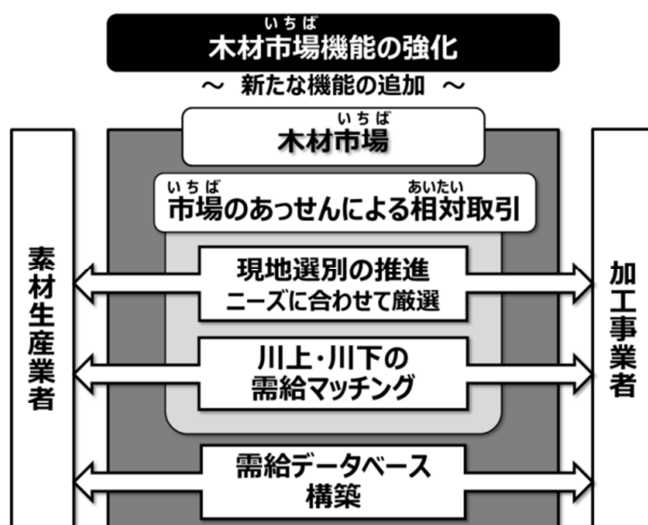 いちば
木材市場機能の強化
～ 新たな機能の追加 ～
いちば
木材市場
いちば あいたい
市場のあっせんによる相対取引
素材生産業者
現地選別の推進
ニーズに合わせて厳選
川上・川下の
需給マッチング
需給データベース
構築
加工事業者